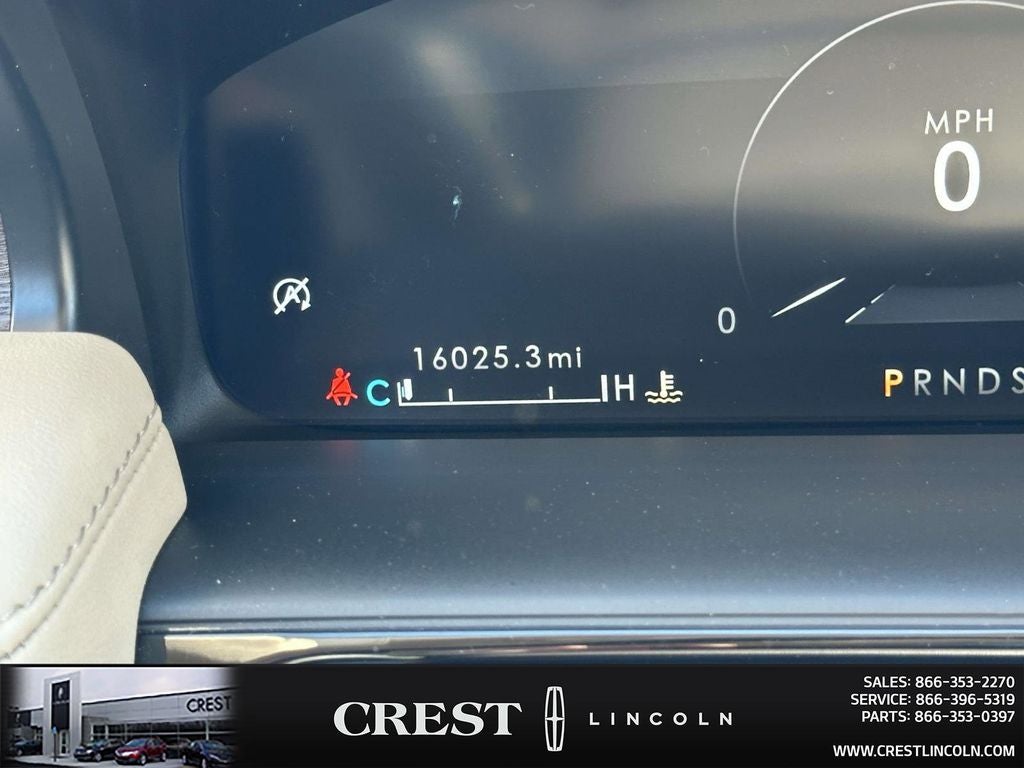 MPH
0
0
16025.3mi
C H
PRNDS
CREST
CREST LINCOLN
SALES: 866-353-2270
SERVICE: 866-396-5319
PARTS: 866-353-0397
WWW.CRESTLINCOLN.COM